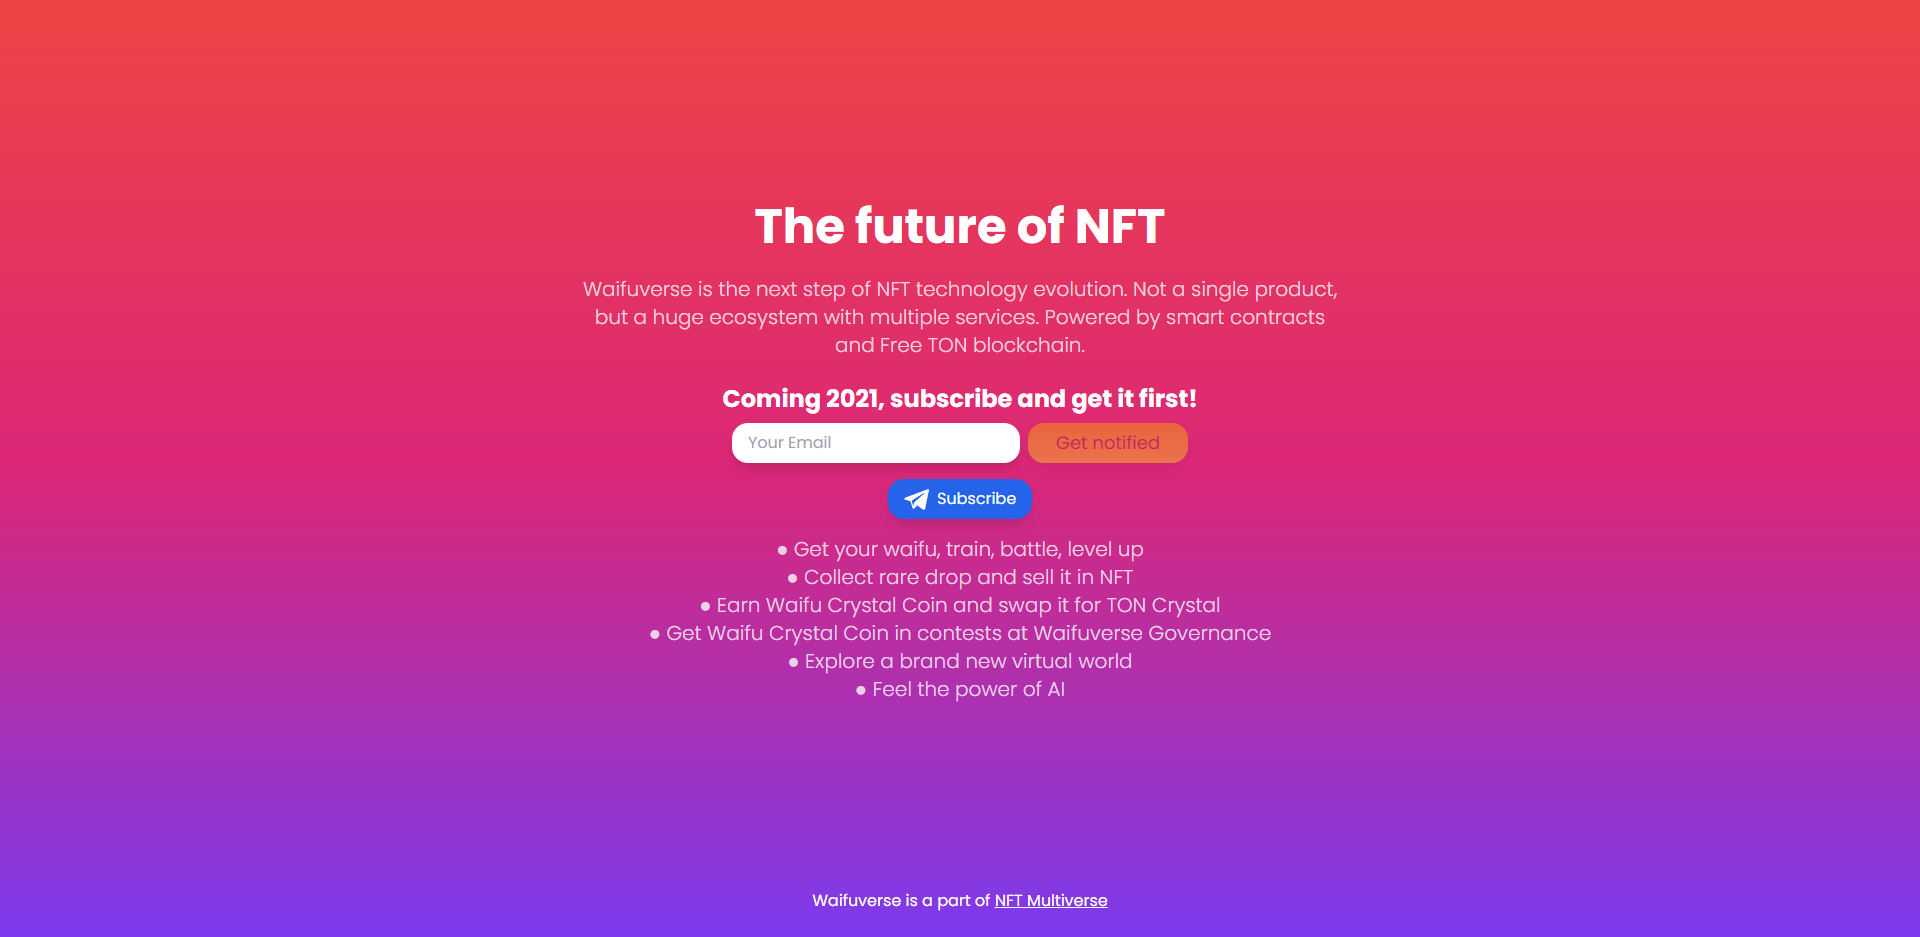 The future of NFT
Waifuverse is the next step of NFT technology evolution. Not a single product,
but a huge ecosystem with multiple services. Powered by smart contracts
and Free TON blockchain.
Coming 2021, subscribe and get it first!
Your Email
Get notified
Subscribe
● Get your waifu, train, battle, level up
● Collect rare drop and sell it in NFT
● Earn Waifu Crystal Coin and swap it for TON Crystal
● Get Waifu Crystal Coin in contests at Waifuverse Governance
● Explore a brand new virtual world
● Feel the power of AI
Waifuverse is a part of NFT Multiverse